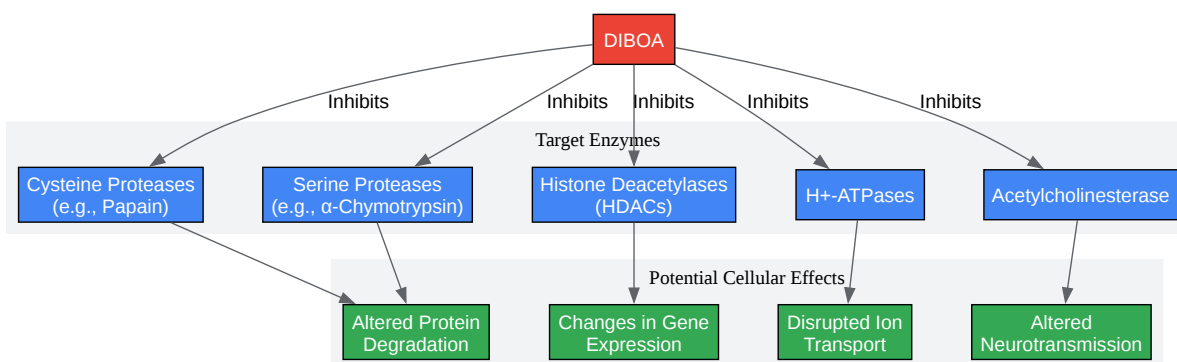 DIBOA
Inhibits Inhibits Inhibits Inhibits Inhibits
Target Enzymes
Cysteine Proteases
(e.g., Papain)
Serine Proteases
(e.g., α-Chymotrypsin)
Histone Deacetylases
(HDACs)
H+-ATPases
Acetylcholinesterase
Potential Cellular Effects
Altered Protein
Degradation
Changes in Gene
Expression
Disrupted Ion
Transport
Altered
Neurotransmission